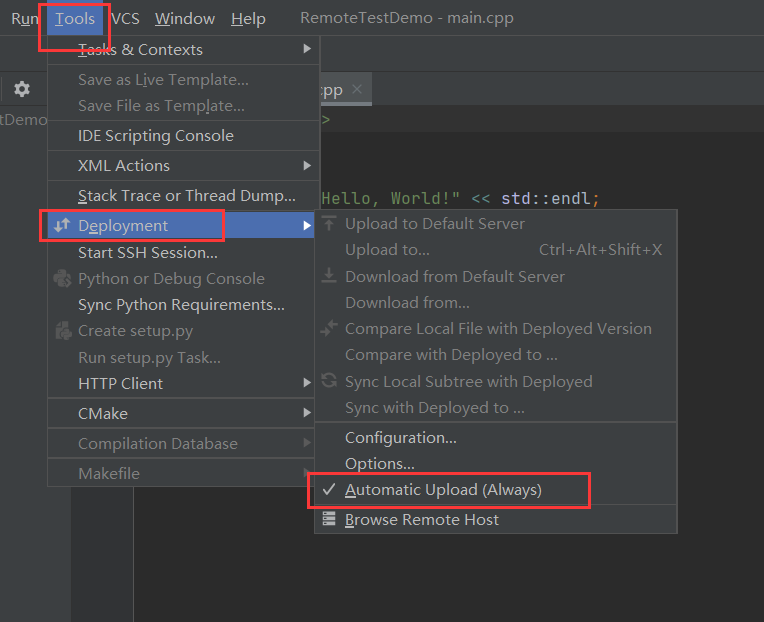 Run Tools VCS Window Help RemoteTestDemo - main.cpp
Tasks & Contexts
Save as Live Template...
Save File as Template...
IDE Scripting Console
XML Actions
Stack Trace or Thread Dump...
Deployment
Start SSH Session...
Python or Debug Console
Sync Python Requirements...
Create setup.py
Run setup.py Task...
HTTP Client
CMake
Compilation Database
Makefile
tDemo
cpp
>
Hello, World!" << std::endl;
Upload to Default Server
Upload to... Ctrl+Alt+Shift+X
Download from Default Server
Download from...
Compare Local File with Deployed Version
Compare with Deployed to ...
Sync Local Subtree with Deployed
Sync with Deployed to ...
Configuration...
Options...
Automatic Upload (Always)
Browse Remote Host